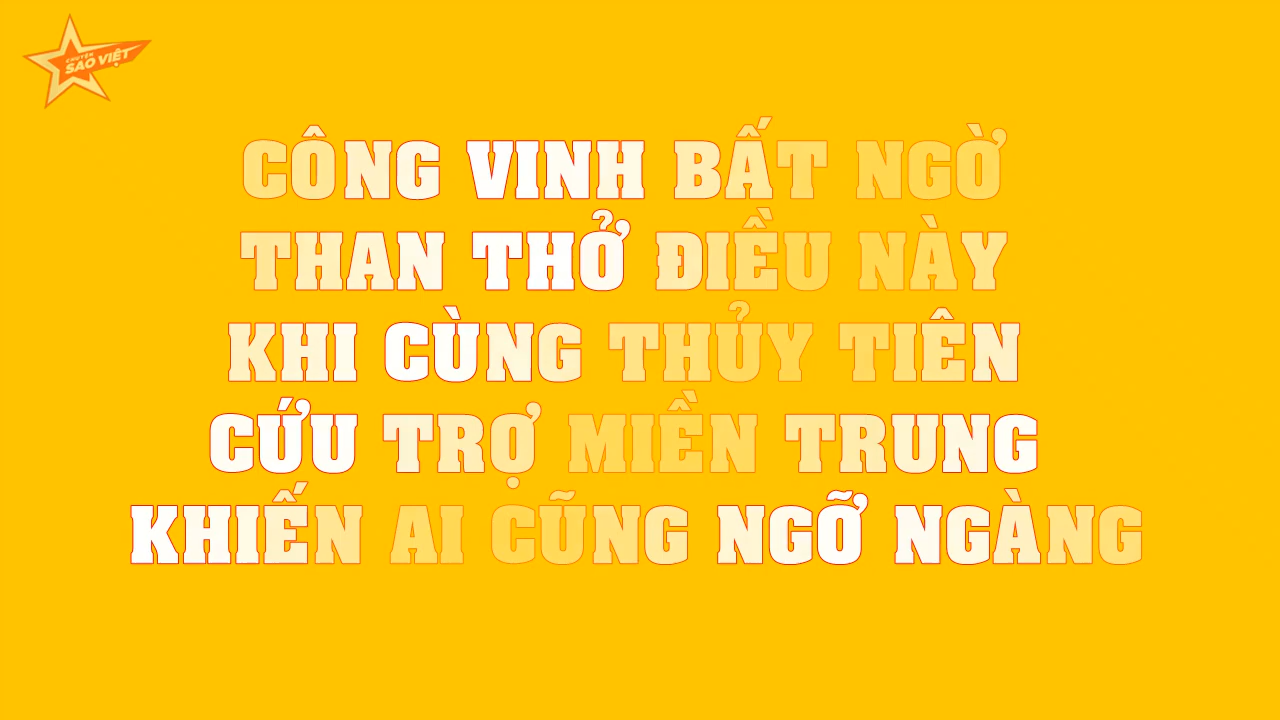 CHUYỆN
SAO VIỆT
CÔNG VINH BẤT NGỜ
THAN THỞ ĐIỀU NÀY
KHI CÙNG THỦY TIÊN
CỨU TRỢ MIỀN TRUNG
KHIẾN AI CŨNG NGỠ NGÀNG